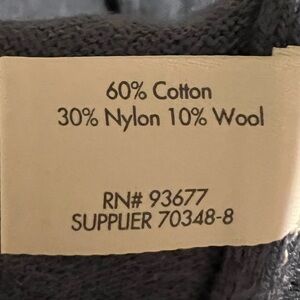 60% Cotton
30% Nylon 10% Wool
RN# 93677
SUPPLIER 70348-8